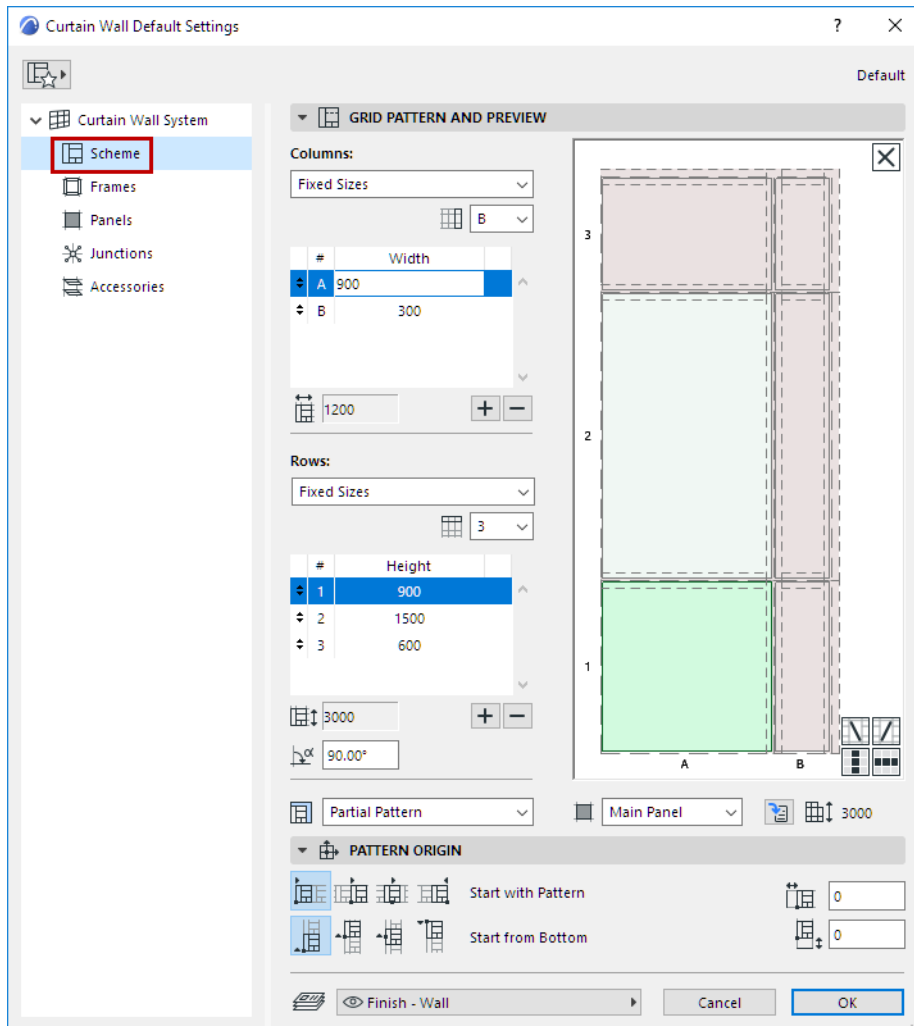 Curtain Wall Default Settings
?
Default
Curtain Wall System
Scheme
Frames
Panels
Junctions
Accessories
GRID PATTERN AND PREVIEW
Columns:
Fixed Sizes
B
# Width
A 900
B 300
1200
Rows:
Fixed Sizes
3
# Height
1 900
2 1500
3 600
3000
α 90.00°
3
2
1
A B
Partial Pattern
Main Panel
3000
PATTERN ORIGIN
Start with Pattern
0
Start from Bottom
0
Finish - Wall
Cancel
OK